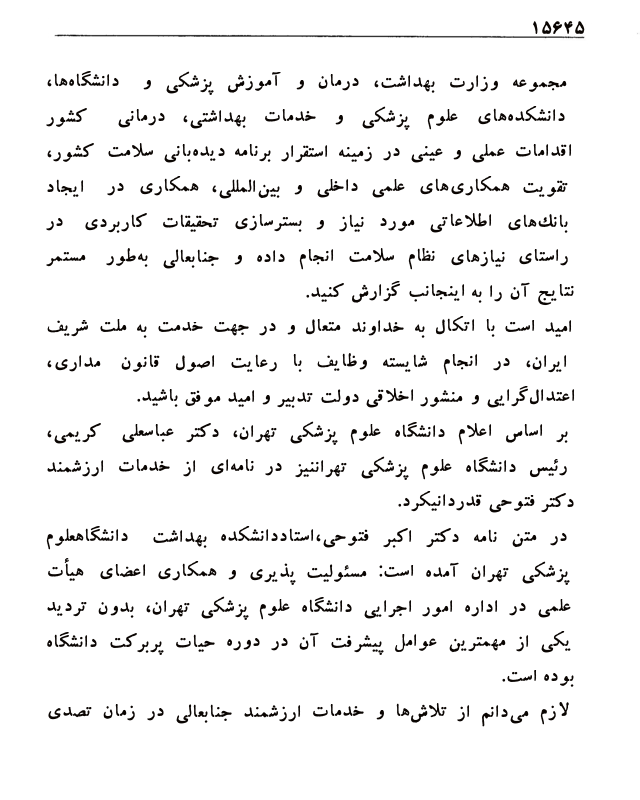 ۱۵۶۴۵
مجموعه وزارت بهداشت، درمان و آموزش پزشکی و دانشگاه‌ها،
دانشکده‌های علوم پزشکی و خدمات بهداشتی، درمانی کشور
اقدامات عملی و عینی در زمینه استقرار برنامه دیده‌بانی سلامت کشور،
تقویت همکاری‌های علمی داخلی و بین‌المللی، همکاری در ایجاد
بانك‌های اطلاعاتی مورد نیاز و بسترسازی تحقیقات کاربردی در
راستای نیازهای نظام سلامت انجام داده و جنابعالی به‌طور مستمر
نتایج آن را به اینجانب گزارش کنید.
امید است با اتکال به خداوند متعال و در جهت خدمت به ملت شریف
ایران، در انجام شایسته وظایف با رعایت اصول قانون مداری،
اعتدال‌گرایی و منشور اخلاقی دولت تدبیر و امید موفق باشید.
بر اساس اعلام دانشگاه علوم پزشکی تهران، دکتر عباسعلی کریمی،
رئیس دانشگاه علوم پزشکی تهراننیز در نامه‌ای از خدمات ارزشمند
دکتر فتوحی قدردانیکرد.
در متن نامه دکتر اکبر فتوحی،استاددانشکده بهداشت دانشگاهعلوم
پزشکی تهران آمده است: مسئولیت پذیری و همکاری اعضای هیأت
علمی در اداره امور اجرایی دانشگاه علوم پزشکی تهران، بدون تردید
یکی از مهمترین عوامل پیشرفت آن در دوره حیات پربرکت دانشگاه
بوده است.
لازم می‌دانم از تلاش‌ها و خدمات ارزشمند جنابعالی در زمان تصدی